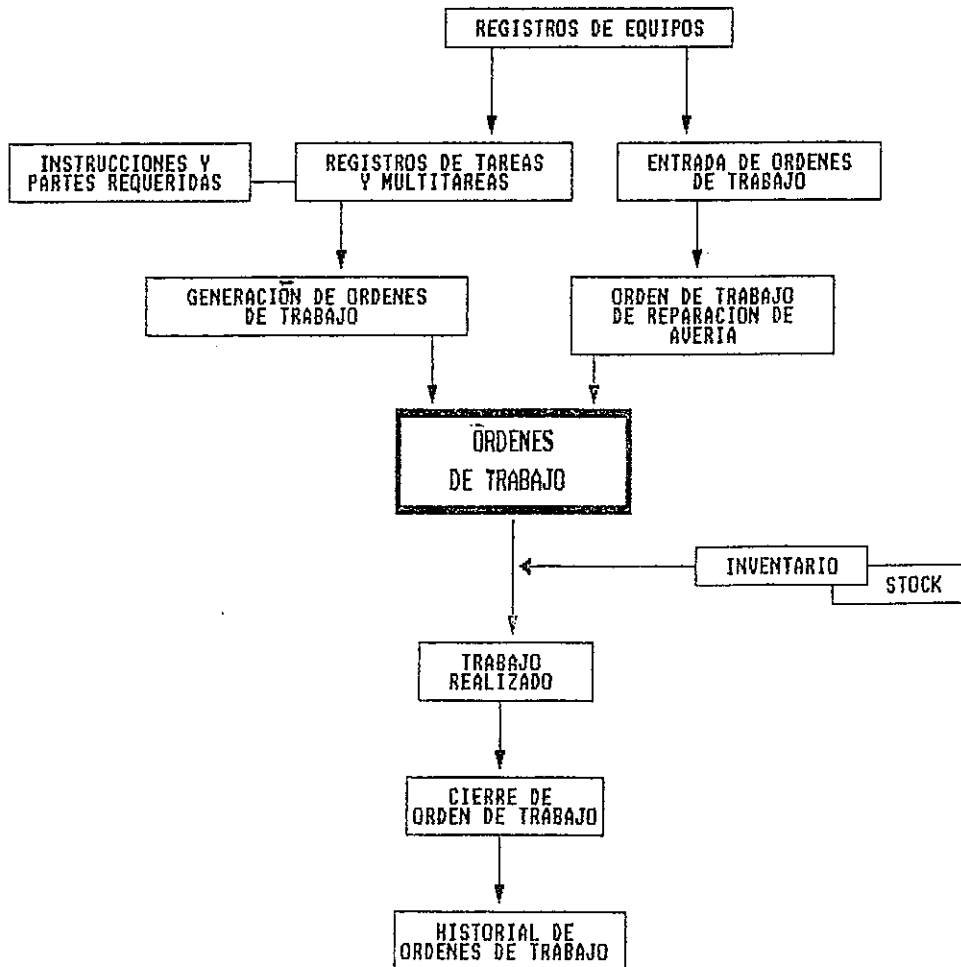 REGISTROS DE EQUIPOS
INSTRUCCIONES Y
PARTES REQUERIDAS
REGISTROS DE TAREAS
Y MULTITAREAS
ENTRADA DE ORDENES
DE TRABAJO
GENERACIÓN DE ORDENES
DE TRABAJO
ORDEN DE TRABAJO
DE REPARACION DE
AVERIA
ÓRDENES
DE TRABAJO
INVENTARIO
STOCK
TRABAJO
REALIZADO
CIERRE DE
ORDEN DE TRABAJO
HISTORIAL DE
ORDENES DE TRABAJO